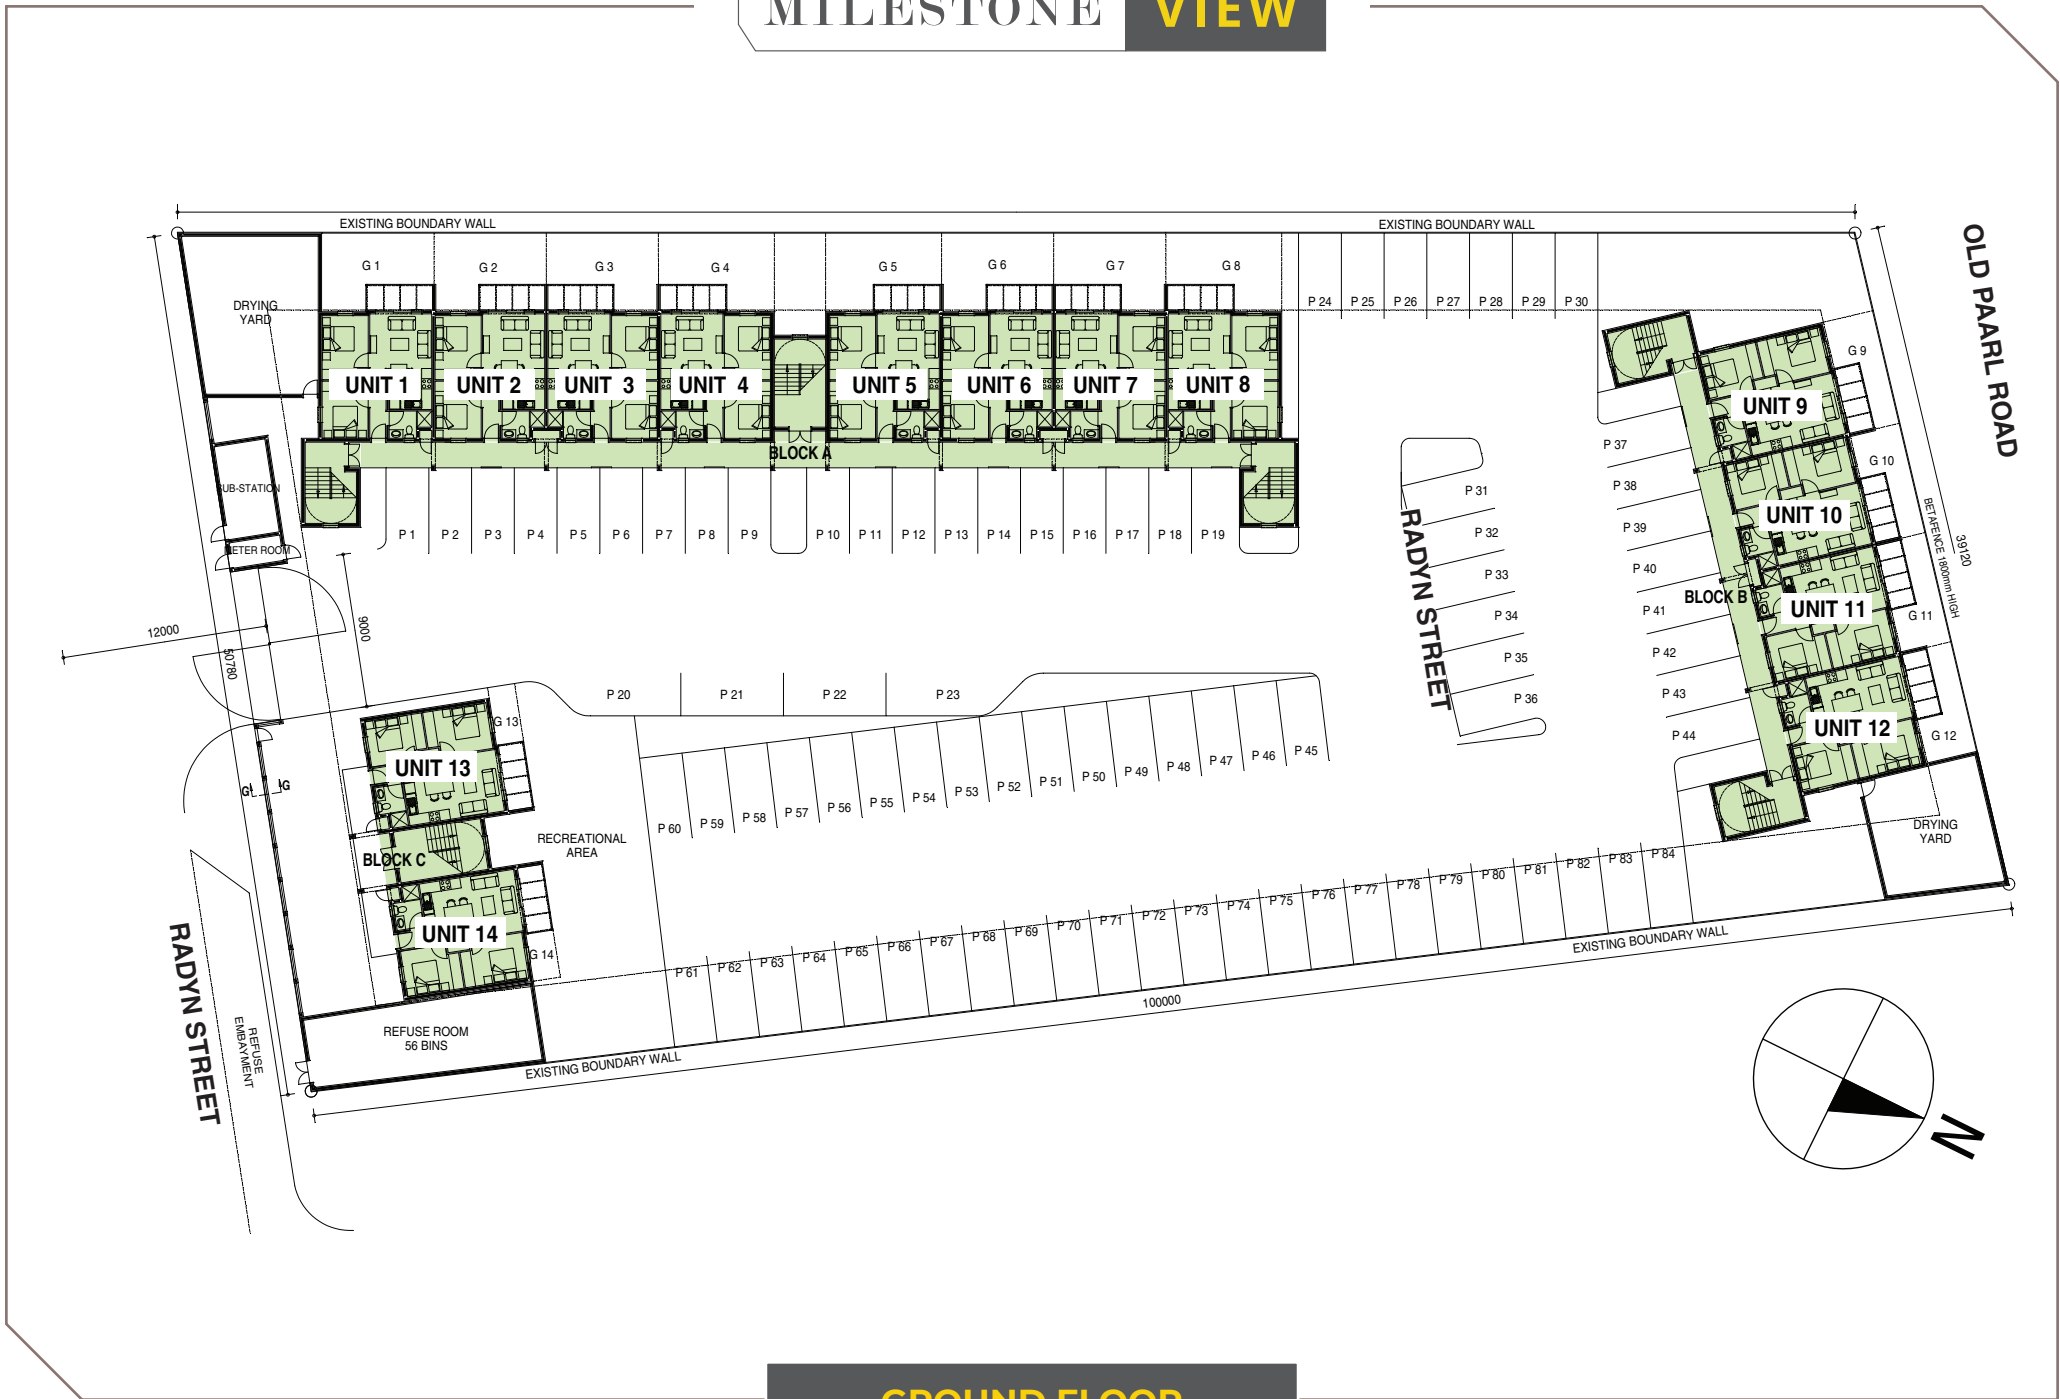 MILESTONE VIEW
EXISTING BOUNDARY WALL
EXISTING BOUNDARY WALL
OLD PAARL ROAD
G 1
G 2
G 3
G 4
G 5
G 6
G 7
G 8
DRYING
YARD
P 24
P 25
P 26
P 27
P 28
P 29
P 30
UNIT 1
UNIT 2
UNIT 3
UNIT 4
UNIT 5
UNIT 6
UNIT 7
UNIT 8
BLOCK A
G 9
UNIT 9
G 10
UNIT 10
BETAFENCE 1800mm HIGH
39120
BLOCK B
UNIT 11
G 11
UNIT 12
G 12
DRYING
YARD
SUB-STATION
METER ROOM
P 1
P 2
P 3
P 4
P 5
P 6
P 7
P 8
P 9
P 10
P 11
P 12
P 13
P 14
P 15
P 16
P 17
P 18
P 19
RADYN STREET
P 31
P 32
P 33
P 34
P 35
P 36
P 37
P 38
P 39
P 40
P 41
P 42
P 43
P 44
12000
50780
9000
P 20
P 21
P 22
P 23
P 60
P 59
P 58
P 57
P 56
P 55
P 54
P 53
P 52
P 51
P 50
P 49
P 48
P 47
P 46
P 45
G 13
UNIT 13
G
G
BLOCK C
RECREATIONAL
AREA
UNIT 14
G 14
P 61
P 62
P 63
P 64
P 65
P 66
P 67
P 68
P 69
P 70
P 71
P 72
P 73
P 74
P 75
P 76
P 77
P 78
P 79
P 80
P 81
P 82
P 83
P 84
EXISTING BOUNDARY WALL
100000
EXISTING BOUNDARY WALL
REFUSE ROOM
56 BINS
REFUSE
EMBAYMENT
RADYN STREET
N
GROUND FLOOR